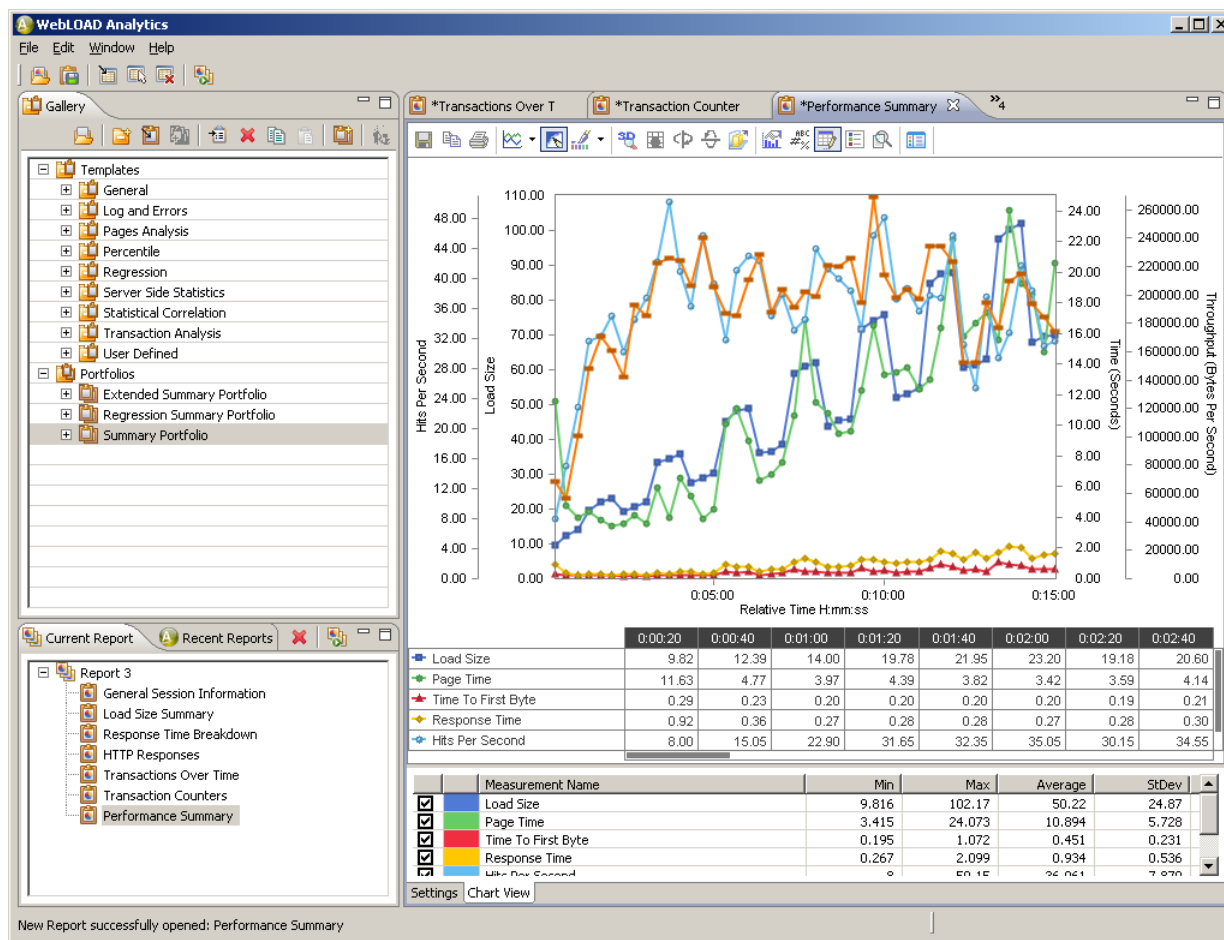 WebLOAD Analytics
File Edit Window Help
Gallery
Templates
General
Log and Errors
Pages Analysis
Percentile
Regression
Server Side Statistics
Statistical Correlation
Transaction Analysis
User Defined
Portfolios
Extended Summary Portfolio
Regression Summary Portfolio
Summary Portfolio
Current Report Recent Reports
Report 3
General Session Information
Load Size Summary
Response Time Breakdown
HTTP Responses
Transactions Over Time
Transaction Counters
Performance Summary
*Transactions Over T *Transaction Counter *Performance Summary »4
3D ABC #%
Hits Per Second
48.00
44.00
40.00
36.00
32.00
28.00
24.00
20.00
16.00
12.00
8.00
4.00
0.00
Load Size
110.00
100.00
90.00
80.00
70.00
60.00
50.00
40.00
30.00
20.00
10.00
0.00
Time (Seconds)
24.00
22.00
20.00
18.00
16.00
14.00
12.00
10.00
8.00
6.00
4.00
2.00
0.00
Throughput (Bytes Per Second)
260000.00
240000.00
220000.00
200000.00
180000.00
160000.00
140000.00
120000.00
100000.00
80000.00
60000.00
40000.00
20000.00
0.00
0:05:00 0:10:00 0:15:00
Relative Time H:mm:ss
0:00:20 0:00:40 0:01:00 0:01:20 0:01:40 0:02:00 0:02:20 0:02:40
Load Size 9.82 12.39 14.00 19.78 21.95 23.20 19.18 20.60
Page Time 11.63 4.77 3.97 4.39 3.82 3.42 3.59 4.14
Time To First Byte 0.29 0.23 0.20 0.20 0.20 0.20 0.19 0.21
Response Time 0.92 0.36 0.27 0.28 0.28 0.27 0.28 0.30
Hits Per Second 8.00 15.05 22.90 31.65 32.35 35.05 30.15 34.55
Measurement Name Min Max Average StDev
Load Size 9.816 102.17 50.22 24.87
Page Time 3.415 24.073 10.894 5.728
Time To First Byte 0.195 1.072 0.451 0.231
Response Time 0.267 2.099 0.934 0.536
Hits Per Second 8 50.15 36.061 7.870
Settings Chart View
New Report successfully opened: Performance Summary